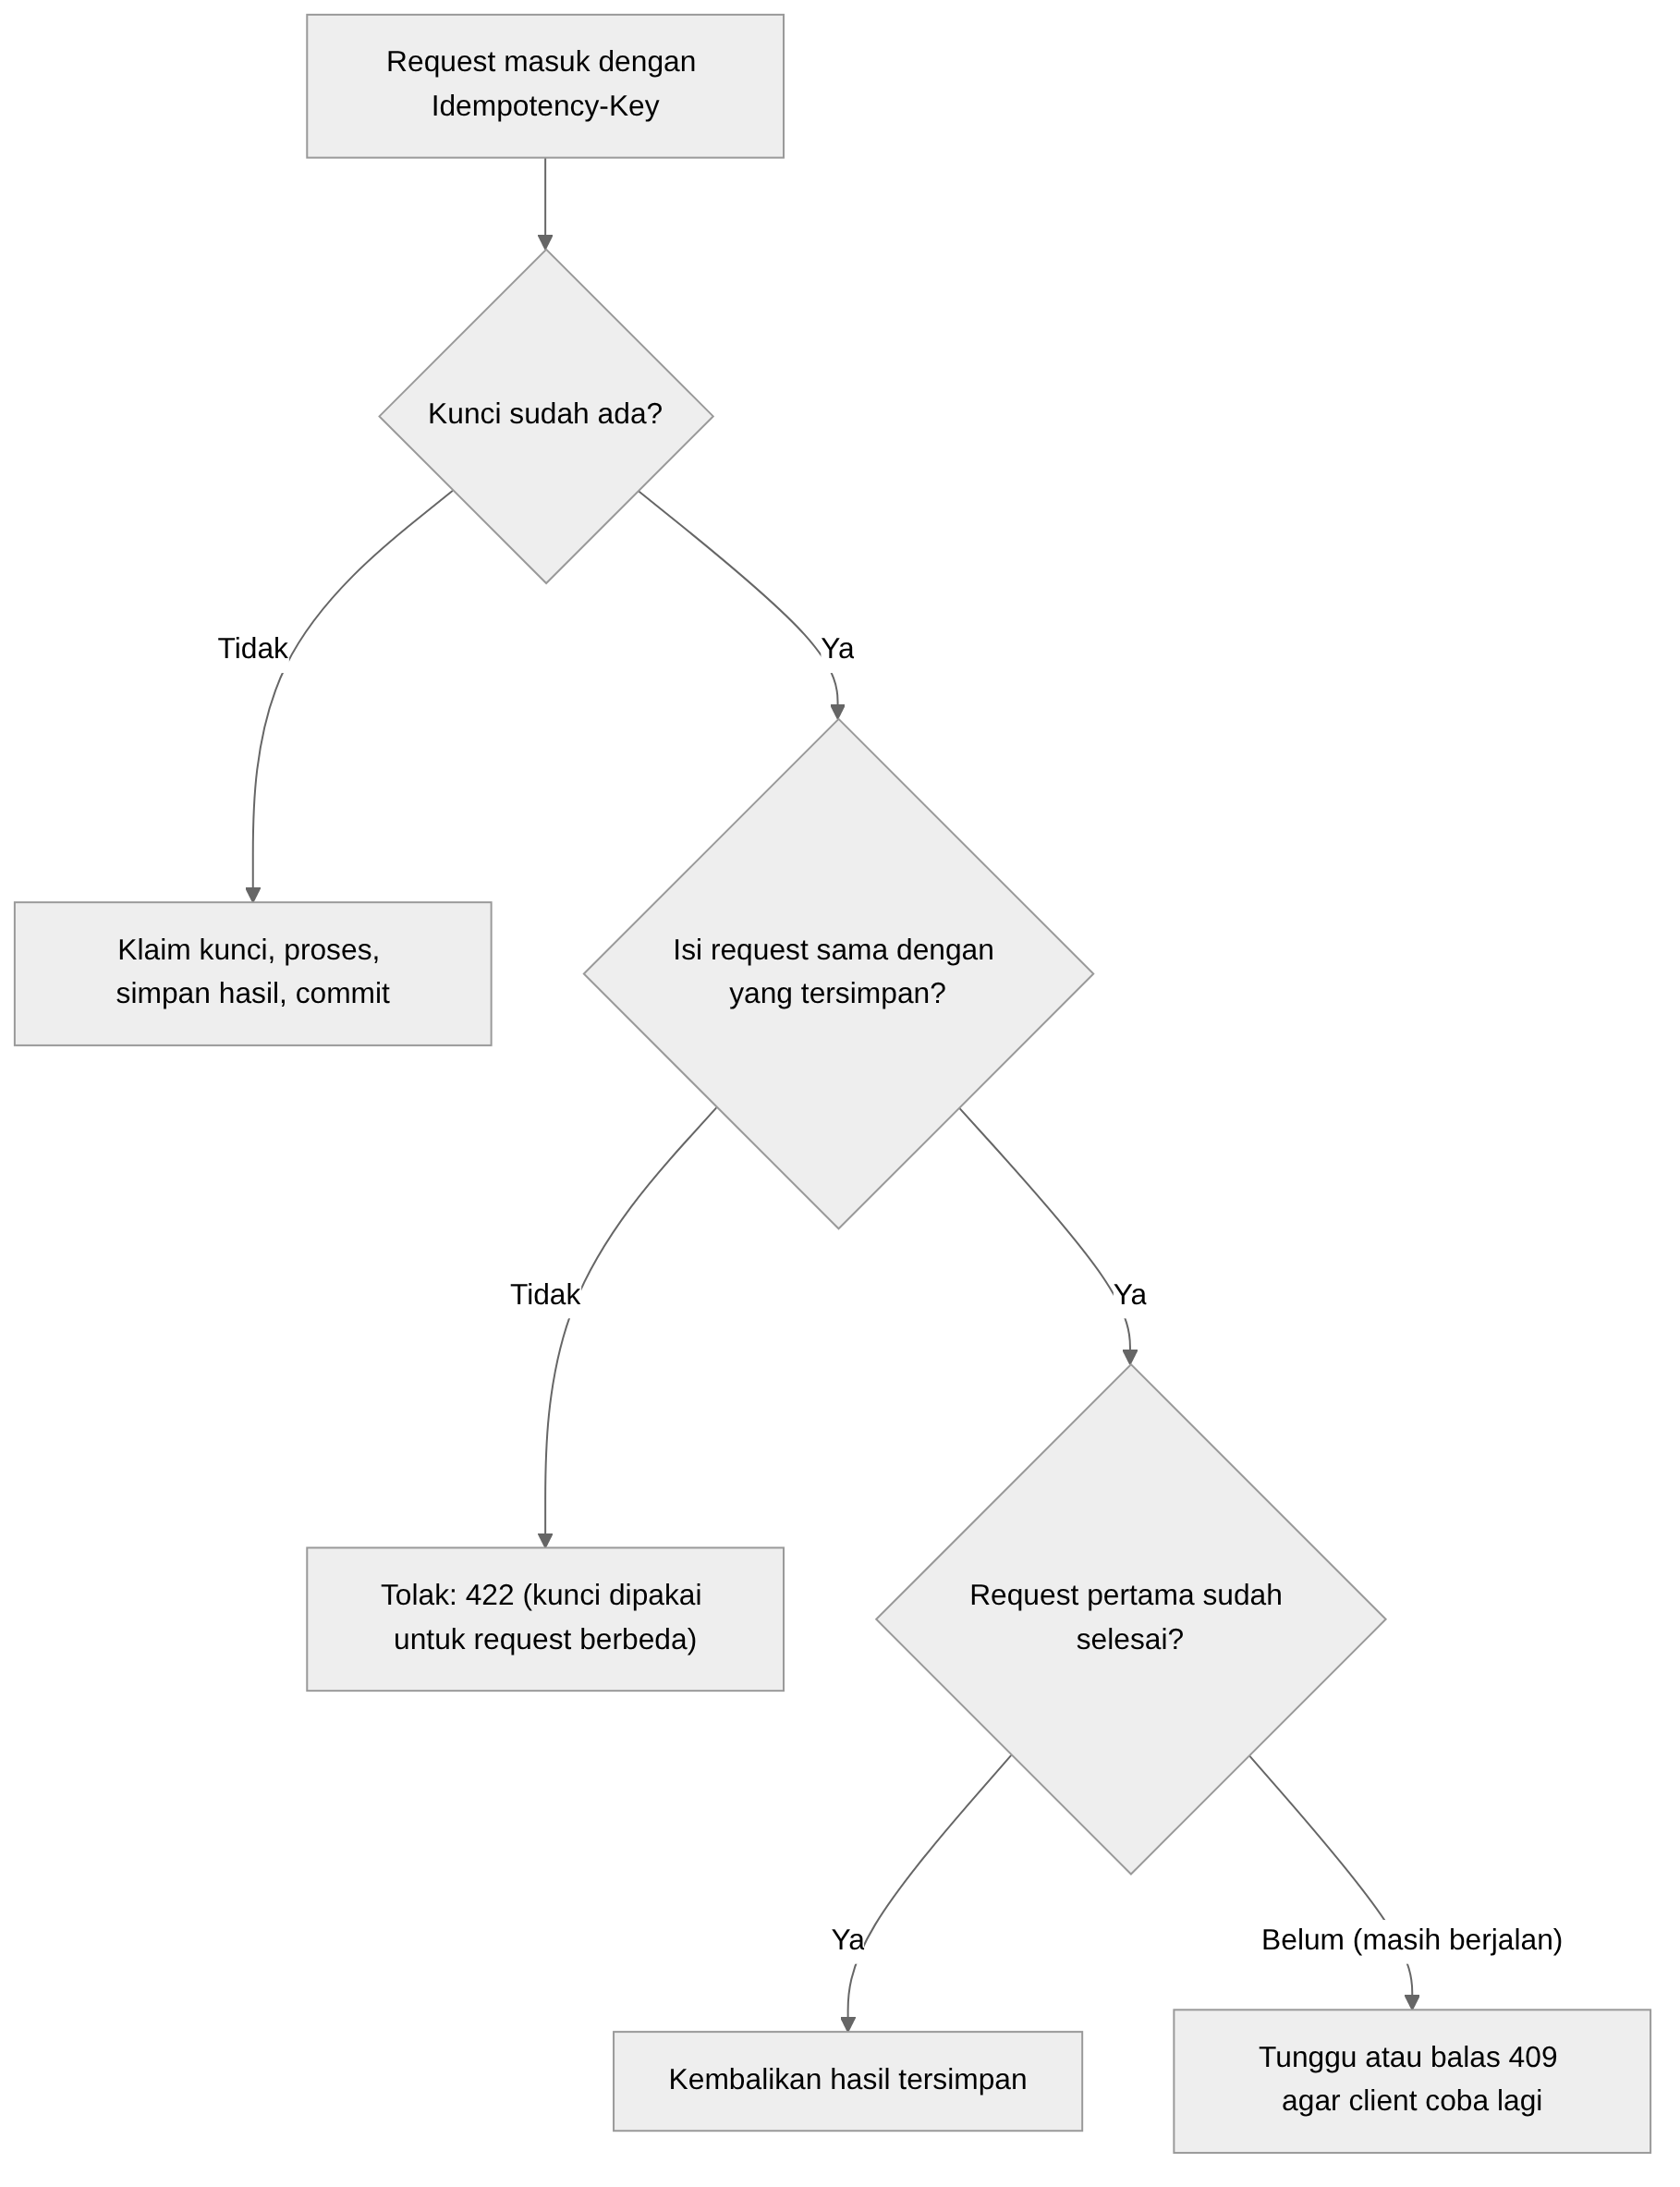 Request masuk dengan
Idempotency-Key
Kunci sudah ada?
Tidak
Ya
Klaim kunci, proses,
simpan hasil, commit
Isi request sama dengan
yang tersimpan?
Tidak
Ya
Tolak: 422 (kunci dipakai
untuk request berbeda)
Request pertama sudah
selesai?
Ya
Belum (masih berjalan)
Kembalikan hasil tersimpan
Tunggu atau balas 409
agar client coba lagi